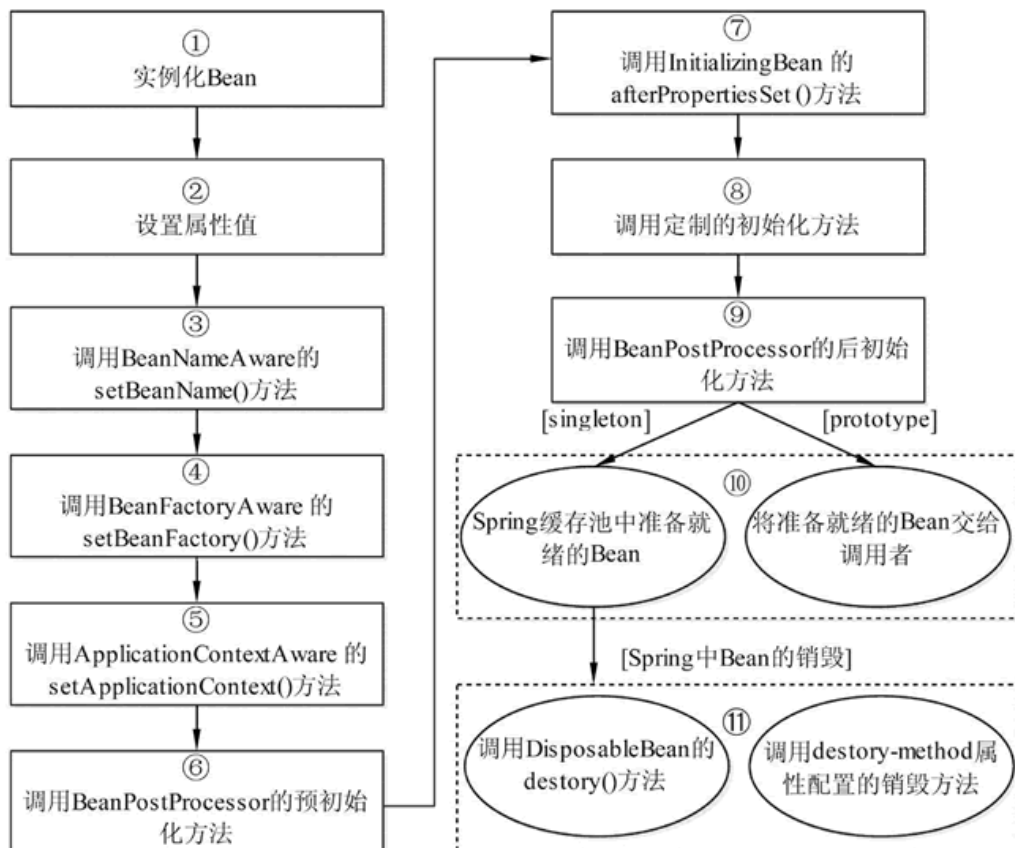 ①
实例化Bean
②
设置属性值
③
调用BeanNameAware的
setBeanName()方法
④
调用BeanFactoryAware 的
setBeanFactory()方法
⑤
调用ApplicationContextAware 的
setApplicationContext()方法
⑥
调用BeanPostProcessor的预初始
化方法
⑦
调用InitializingBean 的
afterPropertiesSet ()方法
⑧
调用定制的初始化方法
⑨
调用BeanPostProcessor的后初始
化方法
[singleton]
[prototype]
⑩
Spring缓存池中准备就
绪的Bean
将准备就绪的Bean交给
调用者
[Spring中Bean的销毁]
⑪
调用DisposableBean的
destory()方法
调用destory-method属
性配置的销毁方法